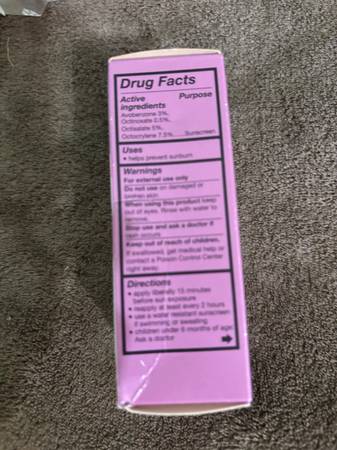 Drug Facts
Active Purpose
ingredients
Avobenzone 3%,
Octinoxate 0.5%,
Octisalate 5%,
Octocrylene 7.5%......Sunscreen
Uses
• helps prevent sunburn
Warnings
For external use only
Do not use on damaged or
broken skin
When using this product keep
out of eyes. Rinse with water to
remove.
Stop use and ask a doctor if
rash occurs
Keep out of reach of children.
If swallowed, get medical help or
contact a Poison Control Center
right away.
Directions
• apply liberally 15 minutes
before sun exposure
• reapply at least every 2 hours
• use a water resistant sunscreen
if swimming or sweating
• children under 6 months of age:
Ask a doctor